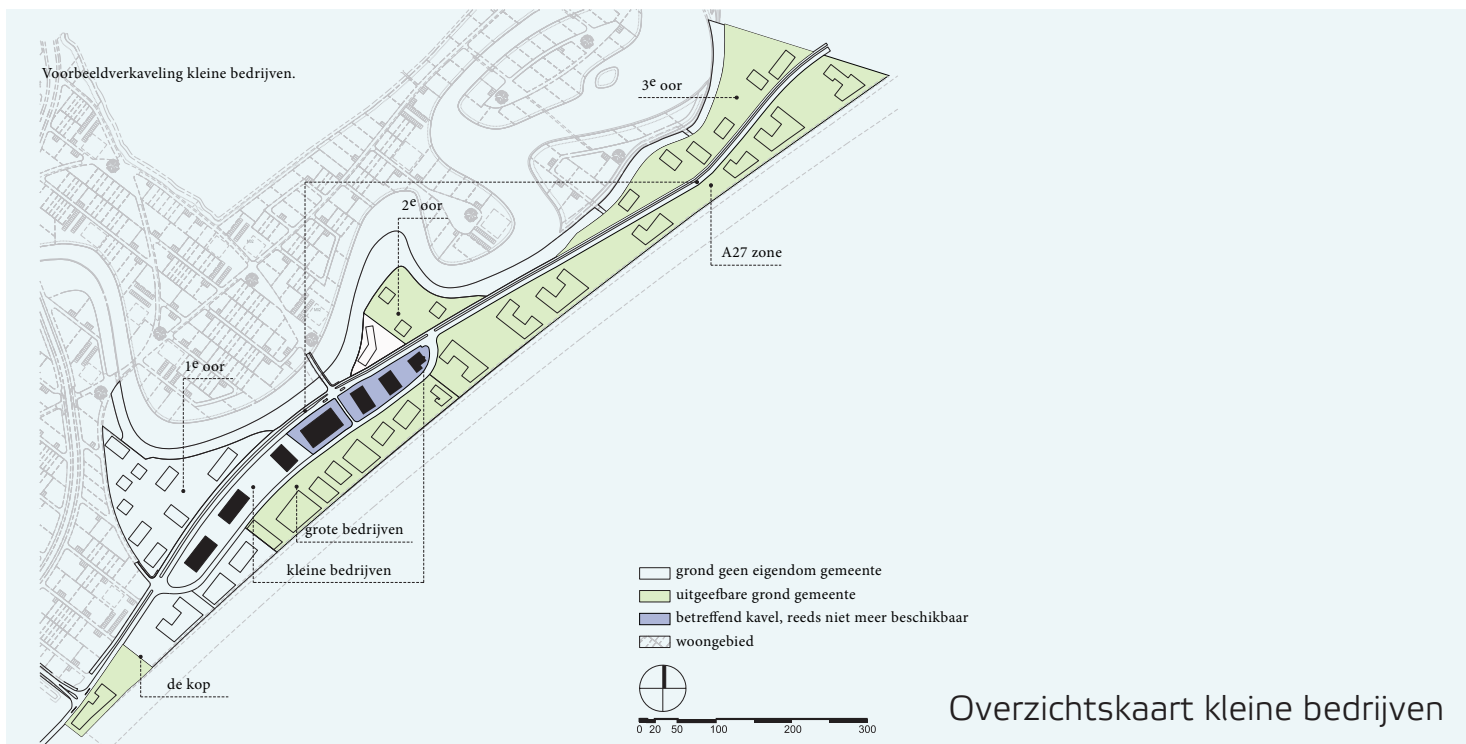 Voorbeeldverkaveling kleine bedrijven.
3e oor
2e oor
A27 zone
1e oor
grote bedrijven
kleine bedrijven
de kop
grond geen eigendom gemeente
uitgeefbare grond gemeente
betreffend kavel, reeds niet meer beschikbaar
woongebied
0 20 50 100 200 300
Overzichtskaart kleine bedrijven